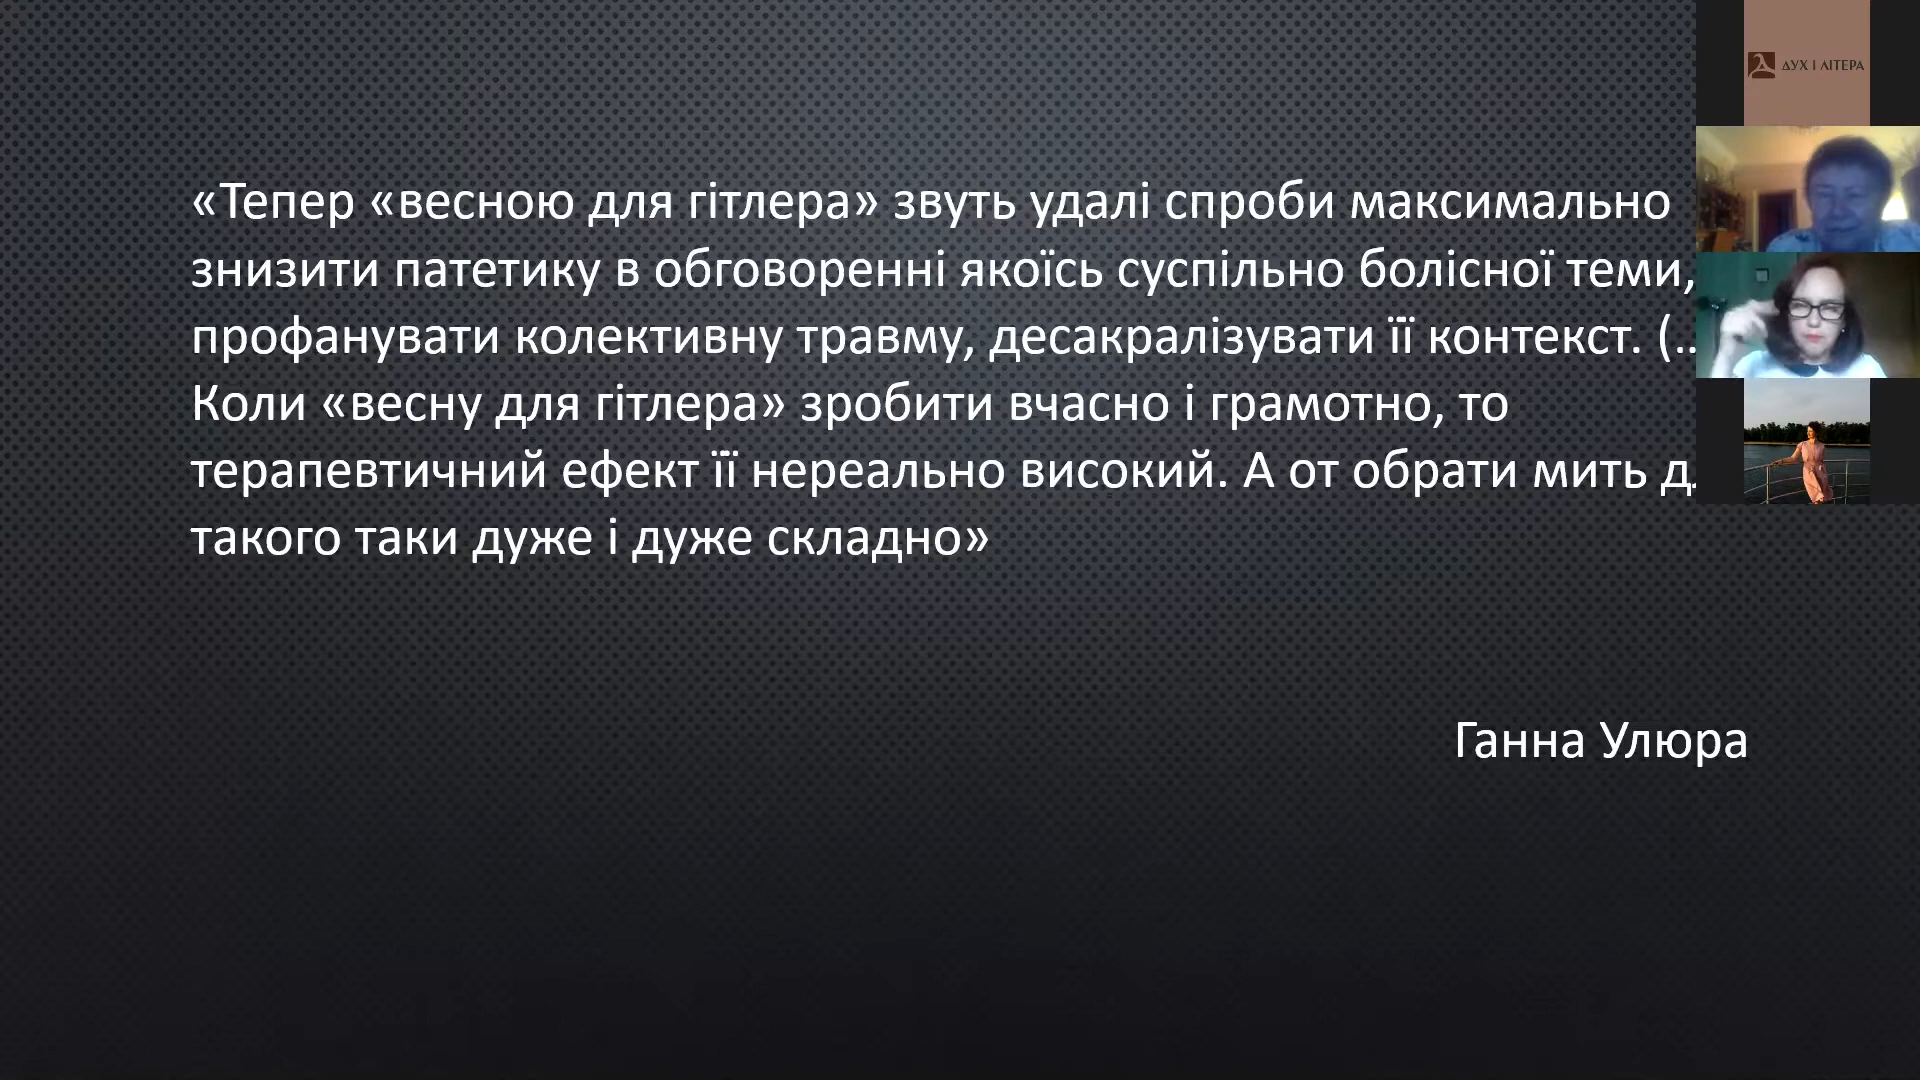 «Тепер «весною для гітлера» звуть удалі спроби максимально
знизити патетику в обговоренні якоїсь суспільно болісної теми,
профанувати колективну травму, десакралізувати її контекст. (..
Коли «весну для гітлера» зробити вчасно і грамотно, то
терапевтичний ефект її нереально високий. А от обрати мить
такого таки дуже і дуже складно»
Ганна Улюра
ДУХ І ЛІТЕРА